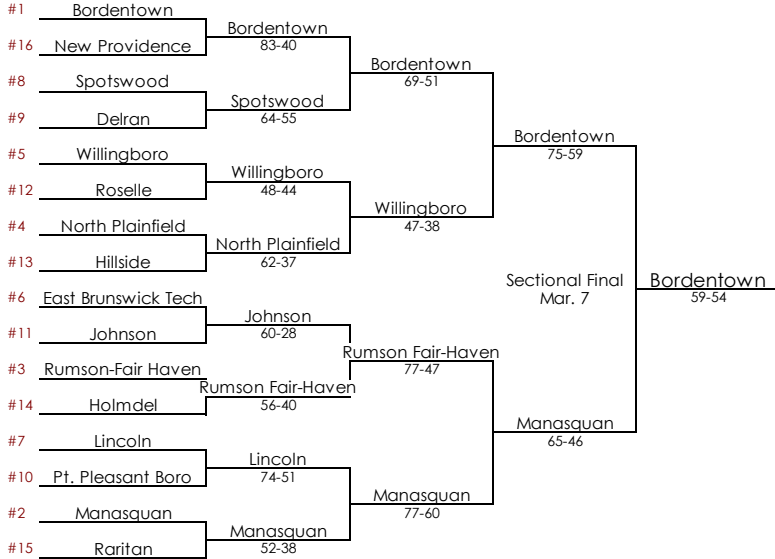 #1 Bordentown
#16 New Providence
#8 Spotswood
#9 Delran
#5 Willingboro
#12 Roselle
#4 North Plainfield
#13 Hillside
#6 East Brunswick Tech
#11 Johnson
#3 Rumson-Fair Haven
#14 Holmdel
#7 Lincoln
#10 Pt. Pleasant Boro
#2 Manasquan
#15 Raritan
Bordentown
83-40
Spotswood
64-55
Willingboro
48-44
North Plainfield
62-37
Johnson
60-28
Rumson Fair-Haven
56-40
Lincoln
74-51
Manasquan
52-38
Bordentown
69-51
Willingboro
47-38
Rumson Fair-Haven
77-47
Manasquan
77-60
Bordentown
75-59
Manasquan
65-46
Sectional Final
Mar. 7
Bordentown
59-54